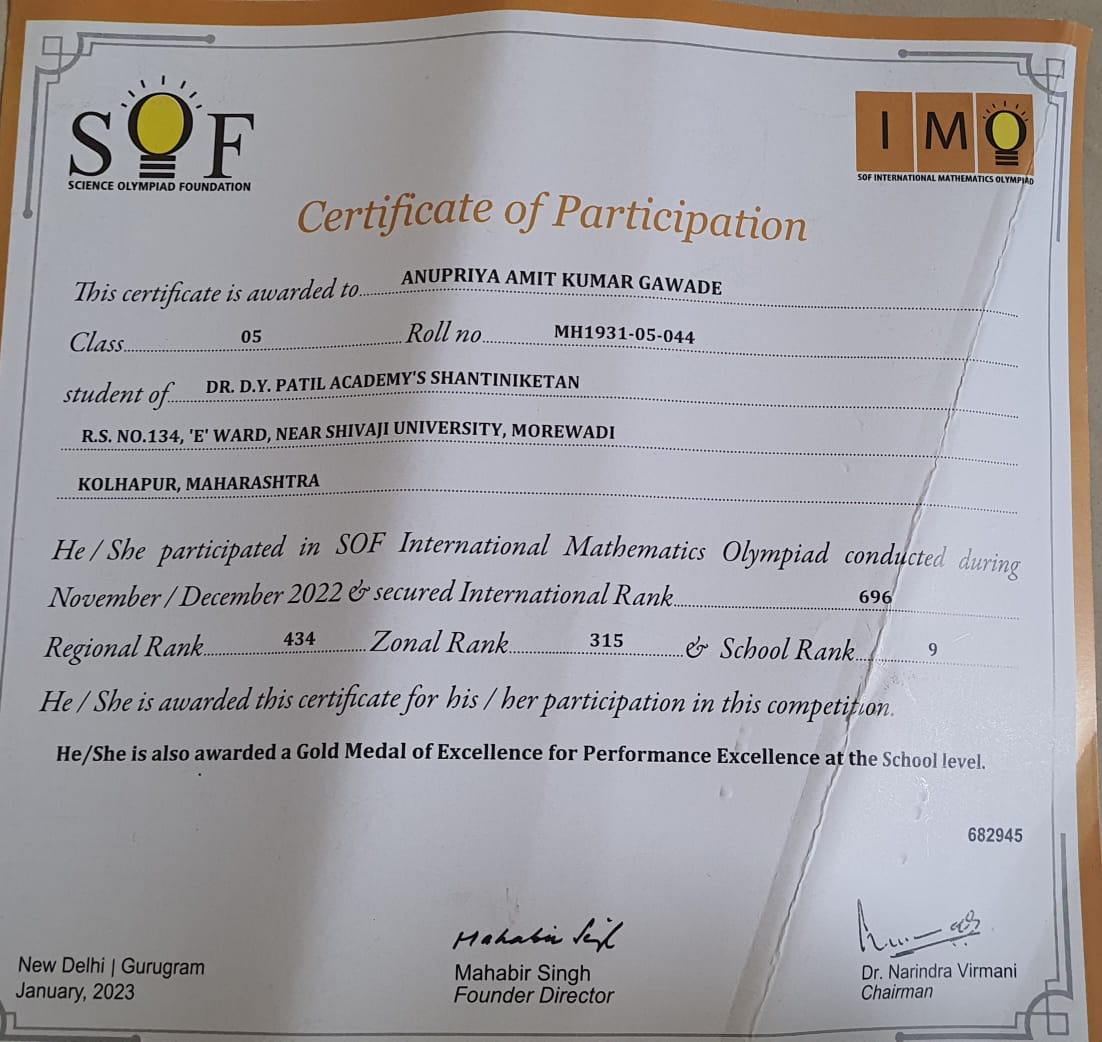 SOF
SCIENCE OLYMPIAD FOUNDATION
IMO
SOF INTERNATIONAL MATHEMATICS OLYMPIAD
Certificate of Participation
This certificate is awarded to ANUPRIYA AMIT KUMAR GAWADE
Class 05 Roll no MH1931-05-044
student of DR. D.Y. PATIL ACADEMY'S SHANTINIKETAN
R.S. NO.134, 'E' WARD, NEAR SHIVAJI UNIVERSITY, MOREWADI
KOLHAPUR, MAHARASHTRA
He / She participated in SOF International Mathematics Olympiad conducted during
November / December 2022 & secured International Rank 696
Regional Rank 434 Zonal Rank 315 & School Rank 9
He / She is awarded this certificate for his / her participation in this competition.
He/She is also awarded a Gold Medal of Excellence for Performance Excellence at the School level.
682945
New Delhi | Gurugram
January, 2023
Mahabir Singh
Mahabir Singh
Founder Director
Dr. Narindra Virmani
Chairman